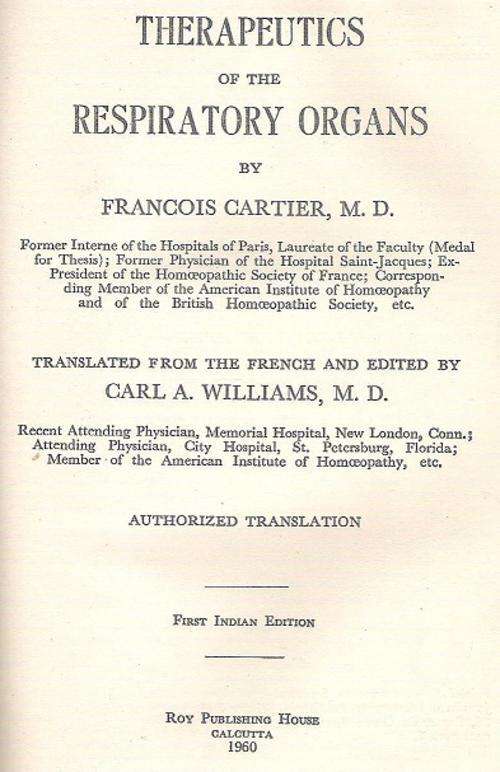 THERAPEUTICS
OF THE
RESPIRATORY ORGANS
BY
FRANCOIS CARTIER, M. D.
Former Interne of the Hospitals of Paris, Laureate of the Faculty (Medal
for Thesis); Former Physician of the Hospital Saint-Jacques; Ex-
President of the Homœopathic Society of France; Correspon-
ding Member of the American Institute of Homœopathy
and of the British Homœopathic Society, etc.
TRANSLATED FROM THE FRENCH AND EDITED BY
CARL A. WILLIAMS, M. D.
Recent Attending Physician, Memorial Hospital, New London, Conn.;
Attending Physician, City Hospital, St. Petersburg, Florida;
Member of the American Institute of Homœopathy, etc.
AUTHORIZED TRANSLATION
FIRST INDIAN EDITION
ROY PUBLISHING HOUSE
CALCUTTA
1960